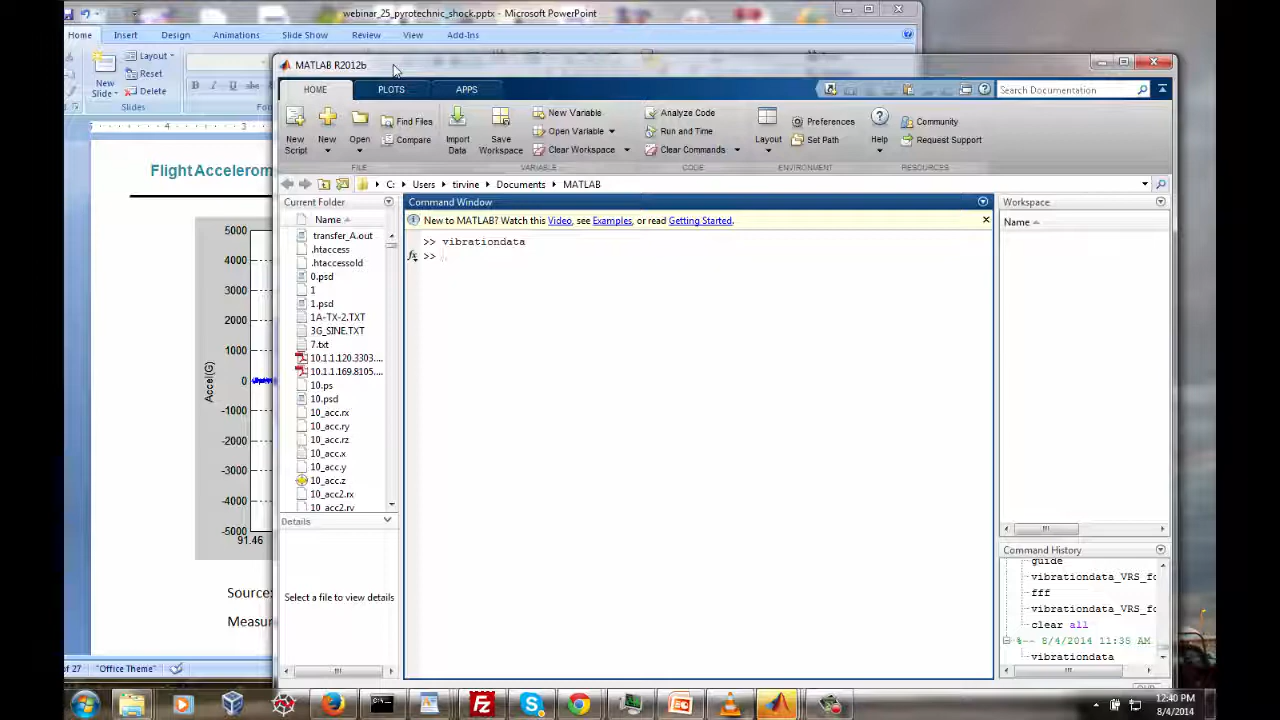 webinar_25_pyrotechnic_shock.pptx - Microsoft PowerPoint
Home Insert Design Animations Slide Show Review View Add-Ins
New Slide
Layout
Reset
Delete
Slides
4 3
Flight Accelerom
5000
4000
3000
2000
1000
0
-1000
-2000
-3000
-4000
-5000
Accel(G)
91.46
Source:
Measur
of 27 "Office Theme"
MATLAB R2012b
HOME PLOTS APPS
Search Documentation
New Script
New
Open
Find Files
Compare
Import Data
Save Workspace
New Variable
Open Variable
Clear Workspace
Analyze Code
Run and Time
Clear Commands
Layout
Preferences
Set Path
Help
Community
Request Support
FILE VARIABLE CODE ENVIRONMENT RESOURCES
C: Users tirvine Documents MATLAB
Current Folder
Name
transfer_A.out
.htaccess
.htaccessold
0.psd
1
1.psd
1A-TX-2.TXT
3G_SINE.TXT
7.txt
10.1.1.120.3303....
10.1.1.169.8105....
10.ps
10.psd
10_acc.rx
10_acc.ry
10_acc.rz
10_acc.x
10_acc.y
10_acc.z
10_acc2.rx
10_acc2.ry
Details
Select a file to view details
Command Window
New to MATLAB? Watch this Video, see Examples, or read Getting Started.
>> vibrationdata
fx >>
Workspace
Name
Command History
guide
vibrationdata_VRS_fo
fff
vibrationdata_VRS_fo
clear all
%-- 8/4/2014 11:35 AM
vibrationdata
12:40 PM
8/4/2014